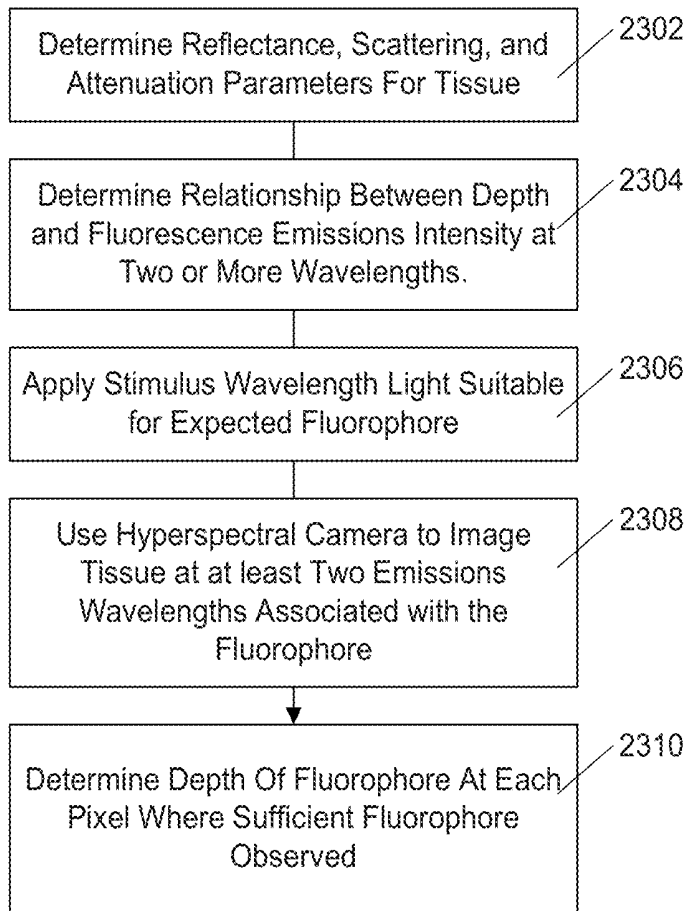 Determine Reflectance, Scattering, and
Attenuation Parameters For Tissue
2302
Determine Relationship Between Depth
and Fluorescence Emissions Intensity at
Two or More Wavelengths.
2304
Apply Stimulus Wavelength Light Suitable
for Expected Fluorophore
2306
Use Hyperspectral Camera to Image
Tissue at at least Two Emissions
Wavelengths Associated with the
Fluorophore
2308
Determine Depth Of Fluorophore At Each
Pixel Where Sufficient Fluorophore
Observed
2310